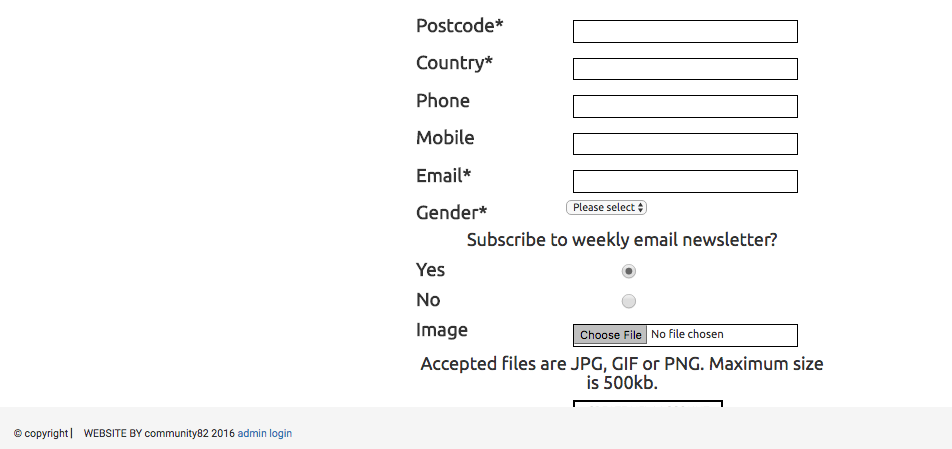 Postcode*
Country*
Phone
Mobile
Email*
Gender* Please select
Subscribe to weekly email newsletter?
Yes
No
Image Choose File No file chosen
Accepted files are JPG, GIF or PNG. Maximum size
is 500kb.
© copyright| WEBSITE BY community82 2016 admin login